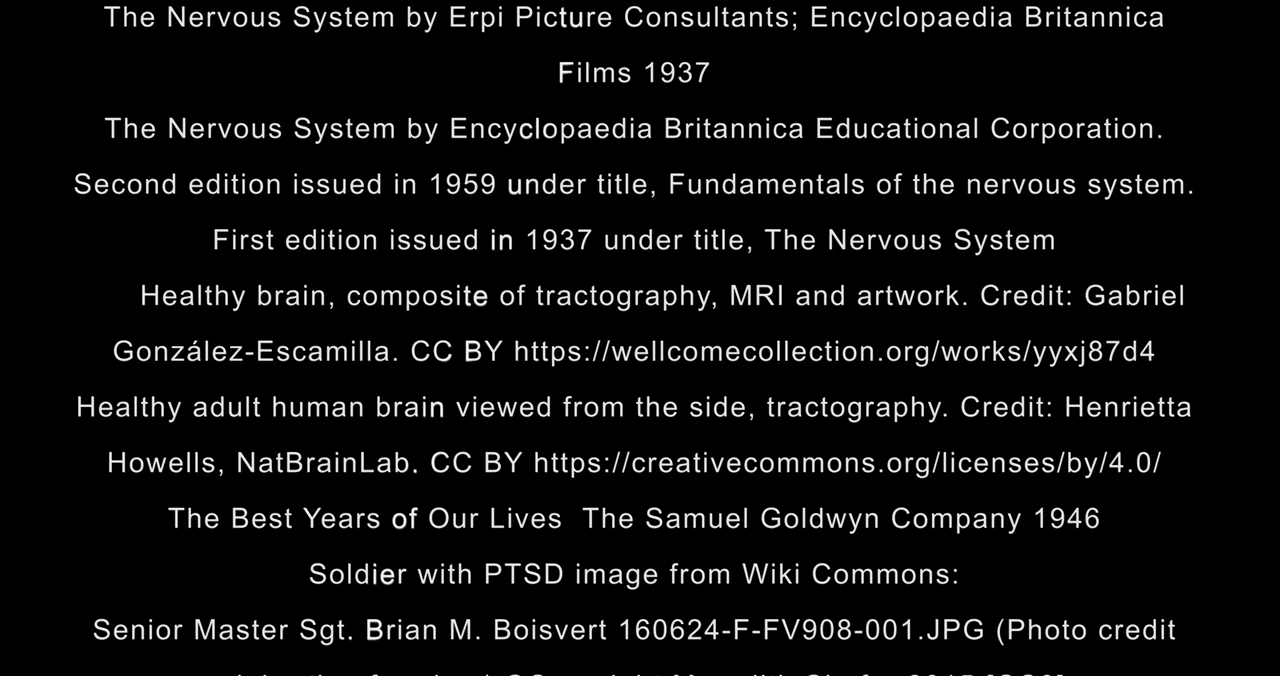 The Nervous System by Erpi Picture Consultants; Encyclopaedia Britannica
Films 1937
The Nervous System by Encyclopaedia Britannica Educational Corporation.
Second edition issued in 1959 under title, Fundamentals of the nervous system.
First edition issued in 1937 under title, The Nervous System
Healthy brain, composite of tractography, MRI and artwork. Credit: Gabriel
González-Escamilla. CC BY https://wellcomecollection.org/works/yyxj87d4
Healthy adult human brain viewed from the side, tractography. Credit: Henrietta
Howells, NatBrainLab. CC BY https://creativecommons.org/licenses/by/4.0/
The Best Years of Our Lives  The Samuel Goldwyn Company 1946
Soldier with PTSD image from Wiki Commons:
Senior Master Sgt. Brian M. Boisvert 160624-F-FV908-001.JPG (Photo credit